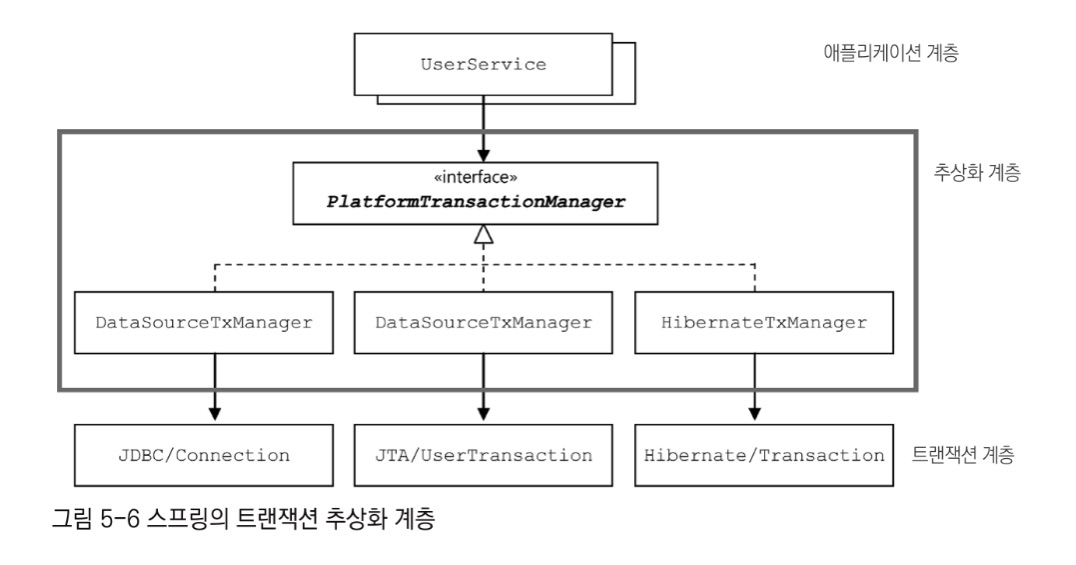 UserService
애플리케이션 계층
«interface»
PlatformTransactionManager
추상화 계층
DataSourceTxManager
DataSourceTxManager
HibernateTxManager
JDBC/Connection
JTA/UserTransaction
Hibernate/Transaction
트랜잭션 계층
그림 5-6 스프링의 트랜잭션 추상화 계층